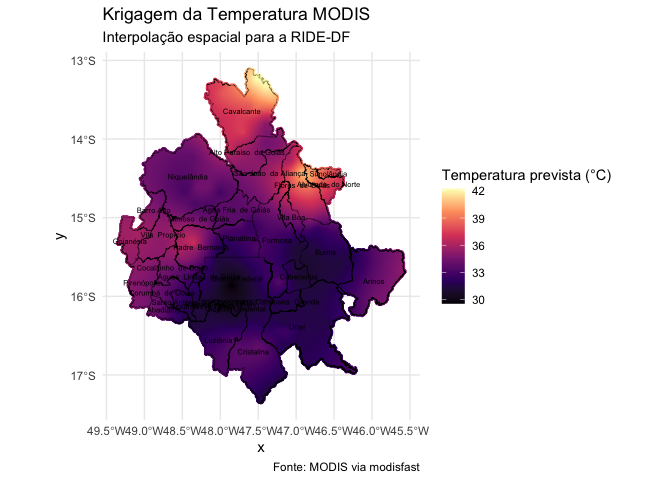 Krigagem da Temperatura MODIS
Interpolação espacial para a RIDE-DF
13°S
14°S
15°S
16°S
17°S
y
49.5°W
49.0°W
48.5°W
48.0°W
47.5°W
47.0°W
46.5°W
46.0°W
45.5°W
x
Cavalcante
Alto Paraíso de Goiás
Niquelândia
São João da Aliança
Simolândia
Flores de Goiás
do Norte
Barro Alto
Água Fria de Goiás
Mimoso de Goiás
Vila Boa
Vila Propício
Goianésia
Padre Bernardo
Planaltina
Formosa
Buritis
Cocalzinho de Goiás
Pirenópolis
Águas Lindas
Corumbá de Goiás
Arinos
Unaí
Luziânia
Cristalina
Temperatura prevista (°C)
42
39
36
33
30
Fonte: MODIS via modisfast